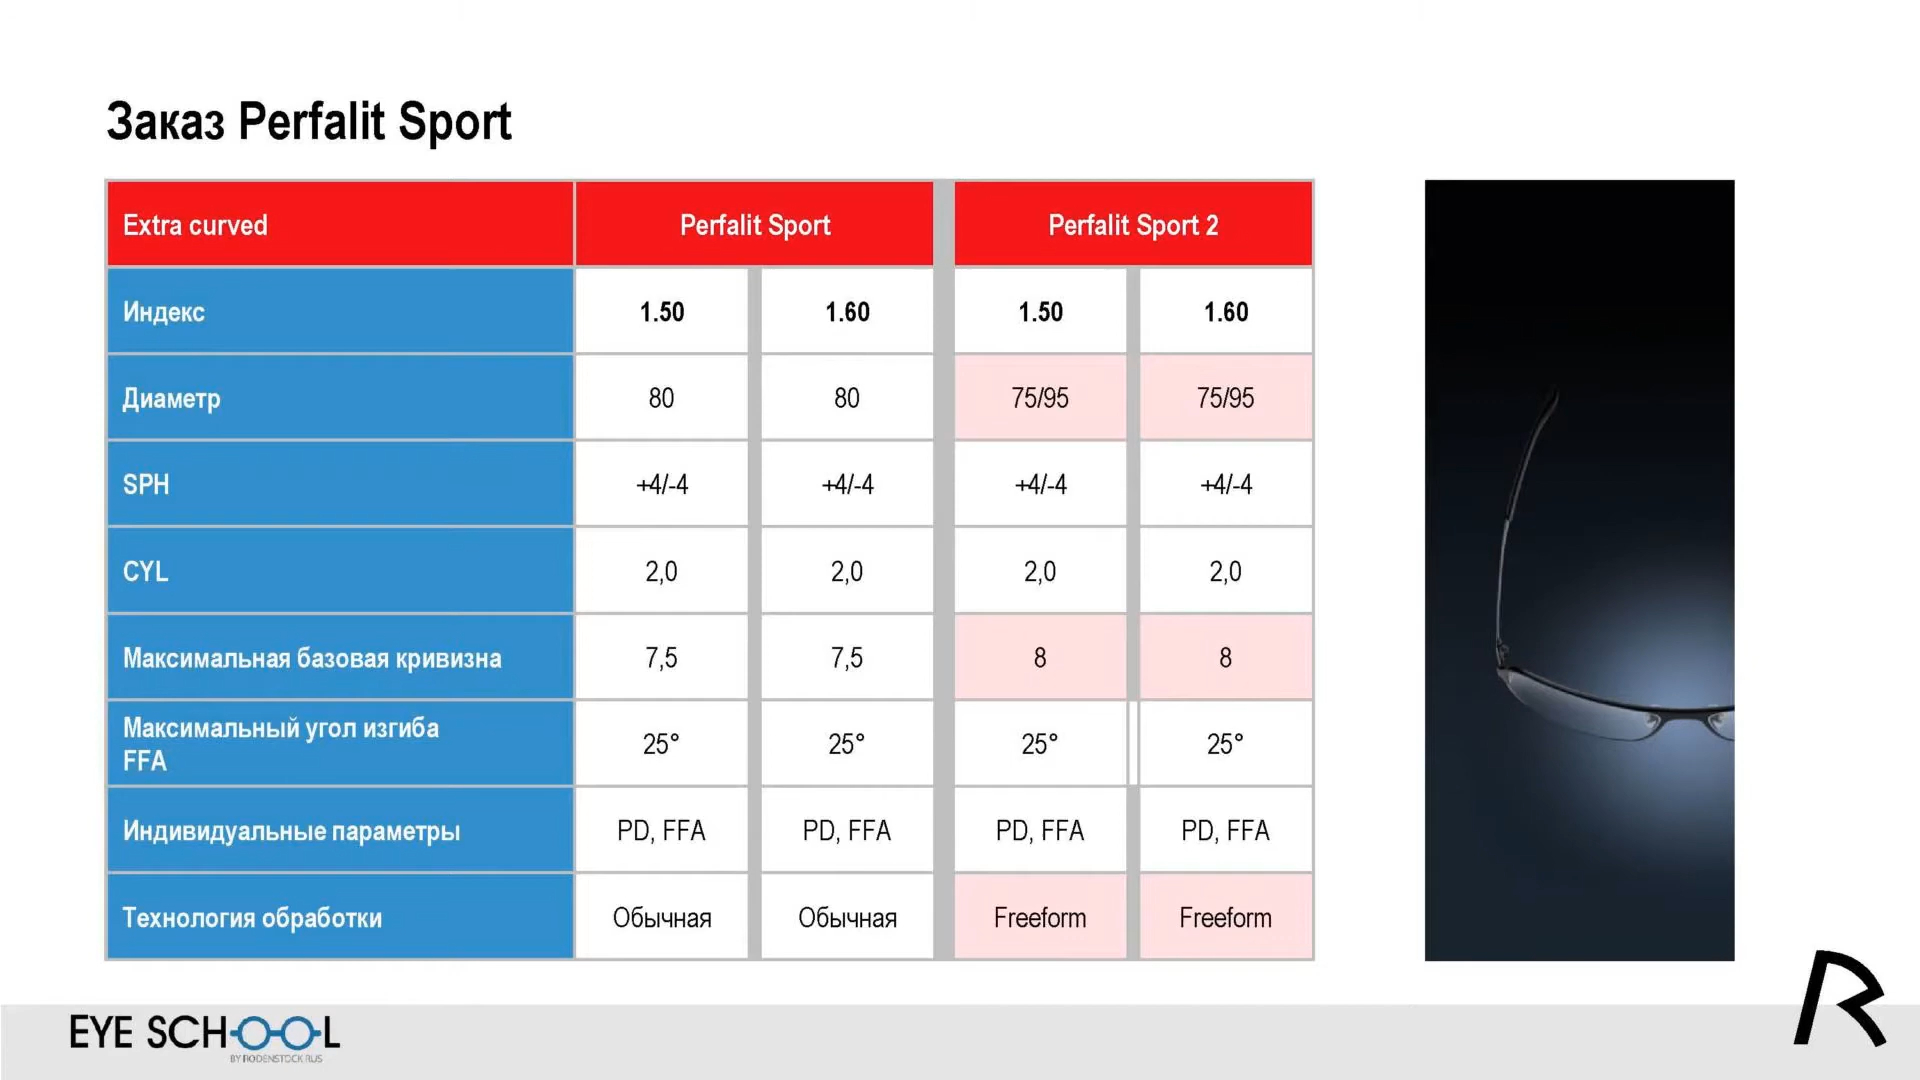 Заказ Perfalit Sport
Extra curved Perfalit Sport Perfalit Sport 2
Индекс 1.50 1.60 1.50 1.60
Диаметр 80 80 75/95 75/95
SPH +4/-4 +4/-4 +4/-4 +4/-4
CYL 2,0 2,0 2,0 2,0
Максимальная базовая кривизна 7,5 7,5 8 8
Максимальный угол изгиба
FFA 25° 25° 25° 25°
Индивидуальные параметры PD, FFA PD, FFA PD, FFA PD, FFA
Технология обработки Обычная Обычная Freeform Freeform
EYE SCHOOL
BY RODENSTOCK RUS
R